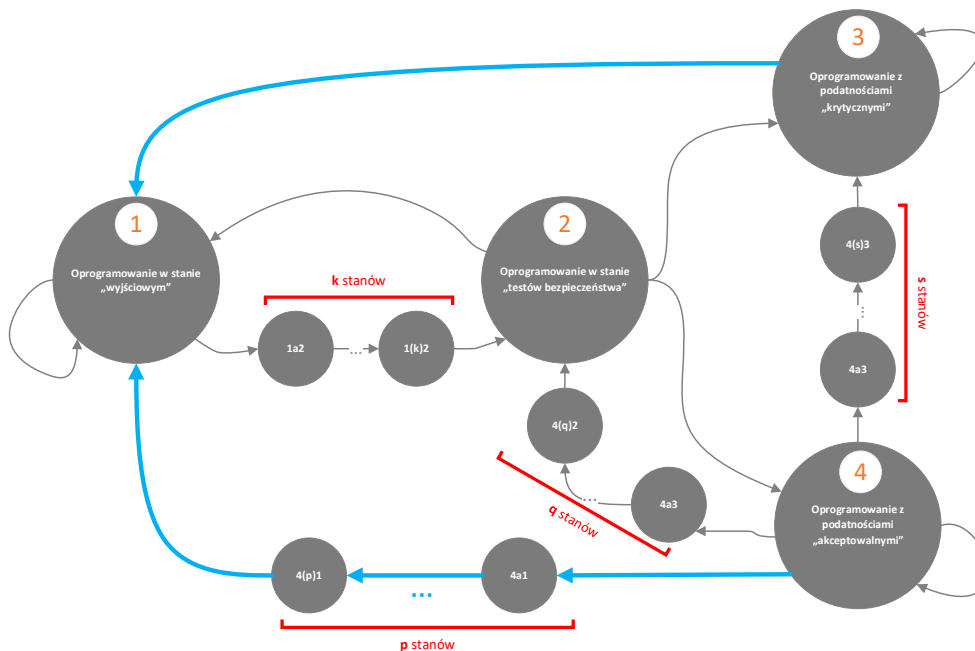 3
Oprogramowanie z
podatnościami
„krytycznymi”
1
Oprogramowanie w stanie
„wyjściowym”
2
Oprogramowanie w stanie
„testów bezpieczeństwa”
k stanów
1a2
...
1(k)2
4(s)3
...
4a3
s stanów
4(q)2
...
4a3
q stanów
4
Oprogramowanie z
podatnościami
„akceptowalnymi”
4(p)1
...
4a1
p stanów